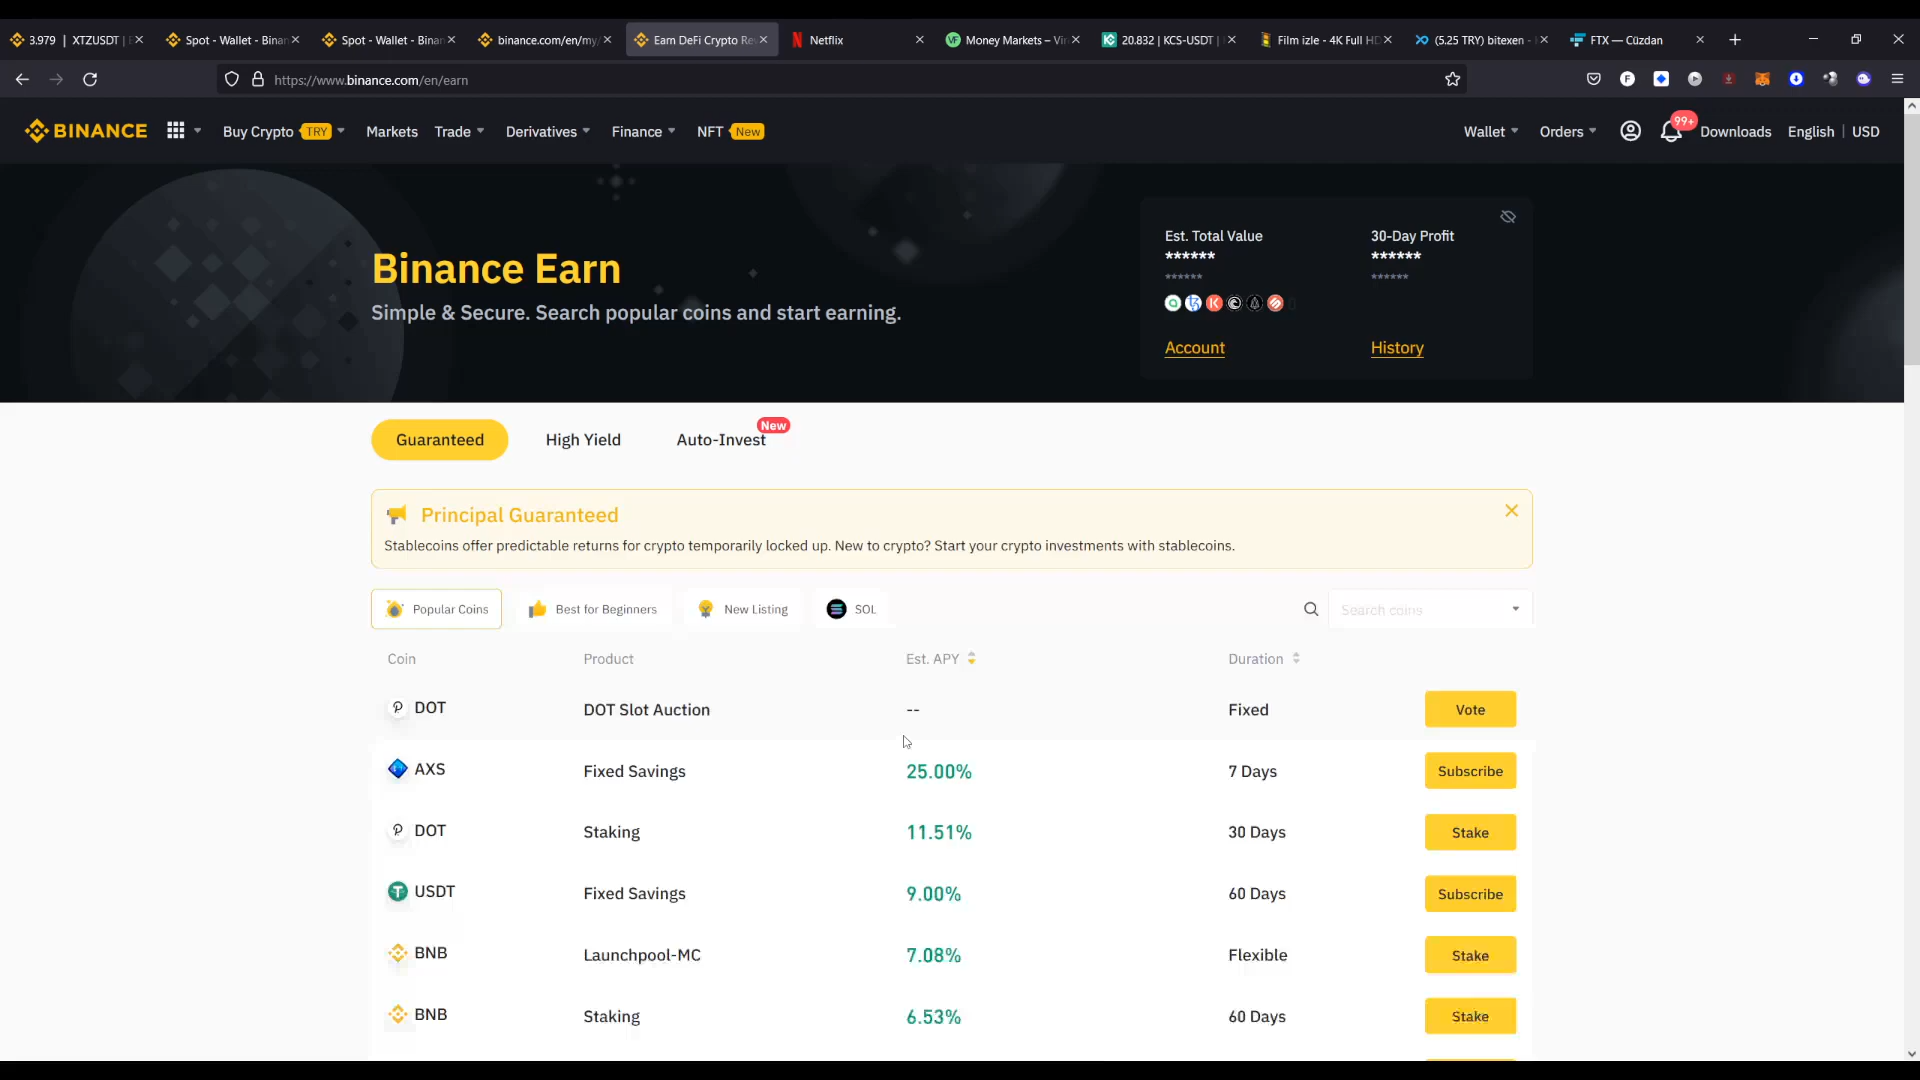 3.979 | XTZUSDT |
Spot - Wallet - Binan
Spot - Wallet - Binan
binance.com/en/my/
Earn DeFi Crypto Re
Netflix
Money Markets – V
20.832 | KCS-USDT |
Film izle - 4K Full HD
(5.25 TRY) bitexen -
FTX — Cüzdan
https://www.binance.com/en/earn
BINANCE
Buy Crypto TRY
Markets
Trade
Derivatives
Finance
NFT New
Wallet
Orders
99+
Downloads
English | USD
Binance Earn
Simple & Secure. Search popular coins and start earning.
Est. Total Value
30-Day Profit
******
******
******
******
Account
History
Guaranteed
High Yield
Auto-Invest
New
Principal Guaranteed
Stablecoins offer predictable returns for crypto temporarily locked up. New to crypto? Start your crypto investments with stablecoins.
Popular Coins
Best for Beginners
New Listing
SOL
Search coins
Coin Product Est. APY Duration
DOT DOT Slot Auction -- Fixed Vote
AXS Fixed Savings 25.00% 7 Days Subscribe
DOT Staking 11.51% 30 Days Stake
USDT Fixed Savings 9.00% 60 Days Subscribe
BNB Launchpool-MC 7.08% Flexible Stake
BNB Staking 6.53% 60 Days Stake